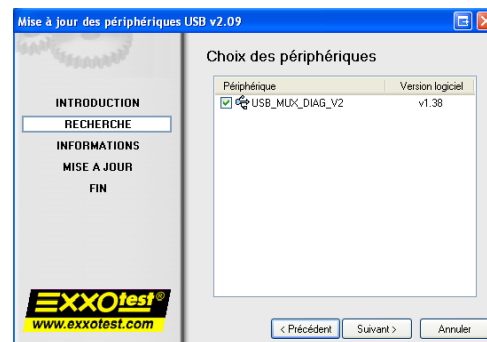 Mise à jour des périphériques USB v2.09
Choix des périphériques
INTRODUCTION
RECHERCHE
INFORMATIONS
MISE A JOUR
FIN
Périphérique Version logiciel
USB_MUX_DIAG_V2 v1.38
EXXOtest®
www.exxotest.com
< Précédent Suivant > Annuler